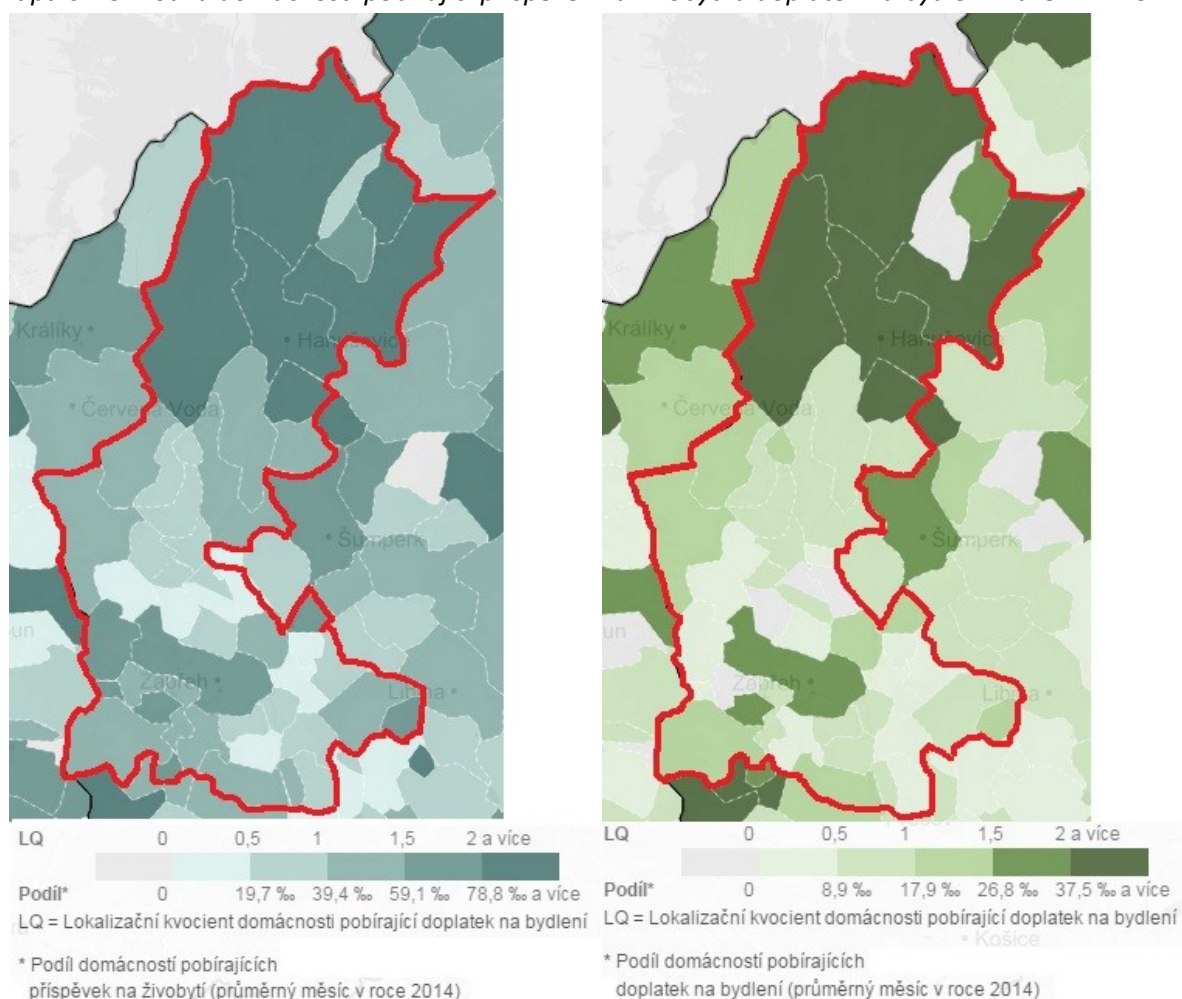 Králíky
Hanušovice
Červená Voda
Šumperk
Zábřeh
Libina
Králíky
Hanušovice
Červená Voda
Šumperk
Zábřeh
Libina
LQ 0 0,5 1 1,5 2 a více
Podíl* 0 19,7 ‰ 39,4 ‰ 59,1 ‰ 78,8 ‰ a více
LQ = Lokalizační kvocient domácnosti pobírající doplatek na bydlení
* Podíl domácností pobírajících
příspěvek na živobytí (průměrný měsíc v roce 2014)
LQ 0 0,5 1 1,5 2 a více
Podíl* 0 8,9 ‰ 17,9 ‰ 26,8 ‰ 37,5 ‰ a více
LQ = Lokalizační kvocient domácnosti pobírající doplatek na bydlení
Košice
* Podíl domácností pobírajících
doplatek na bydlení (průměrný měsíc v roce 2014)